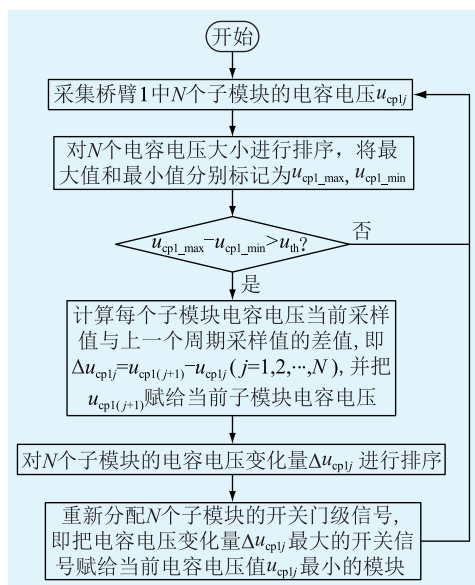 开始
采集桥臂1中N个子模块的电容电压u_cp1j
对N个电容电压大小进行排序，将最
大值和最小值分别标记为u_cp1_max, u_cp1_min
u_cp1_max−u_cp1_min>u_th?
否
是
计算每个子模块电容电压当前采样
值与上一个周期采样值的差值, 即
Δu_cp1j=u_cp1(j+1)−u_cp1j(j=1,2,···,N), 并把
u_cp1(j+1)赋给当前子模块电容电压
对N个子模块的电容电压变化量Δu_cp1j进行排序
重新分配N个子模块的开关门级信号,
即把电容电压变化量Δu_cp1j最大的开关信
号赋给当前电容电压值u_cp1j最小的模块